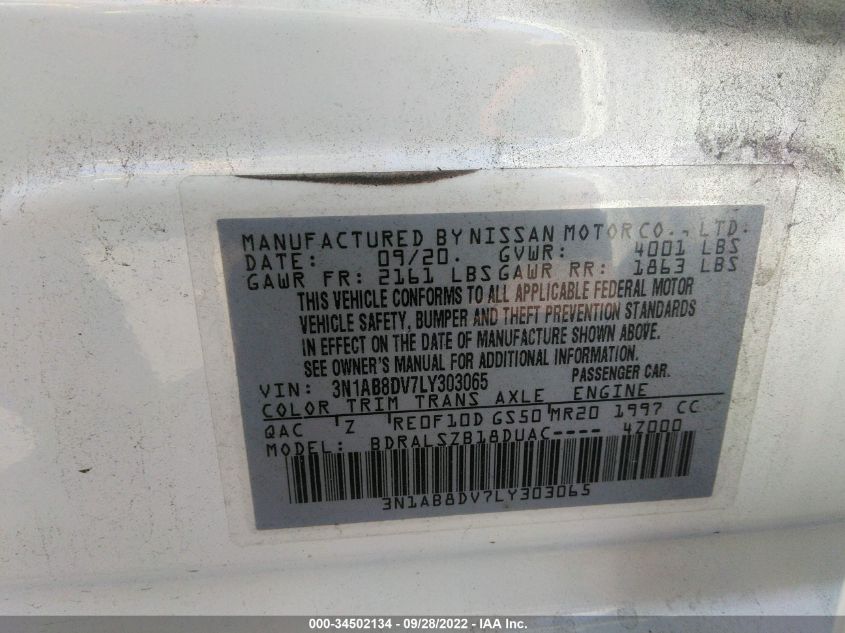 MANUFACTURED BY NISSAN MOTOR CO., LTD.
DATE: 09/20. GVWR: 4001 LBS
GAWR FR: 2161 LBS GAWR RR: 1863 LBS
THIS VEHICLE CONFORMS TO ALL APPLICABLE FEDERAL MOTOR
VEHICLE SAFETY, BUMPER AND THEFT PREVENTION STANDARDS
IN EFFECT ON THE DATE OF MANUFACTURE SHOWN ABOVE.
SEE OWNER'S MANUAL FOR ADDITIONAL INFORMATION.
VIN: 3N1AB8DV7LY303065 PASSENGER CAR.
COLOR TRIM TRANS AXLE ENGINE
QAC Z RE0F10D GS50 MR20 1997 CC
MODEL: BDRALSZB18DUAC---- 4Z000
3N1AB8DV7LY303065
000-34502134 - 09/28/2022 - IAA Inc.